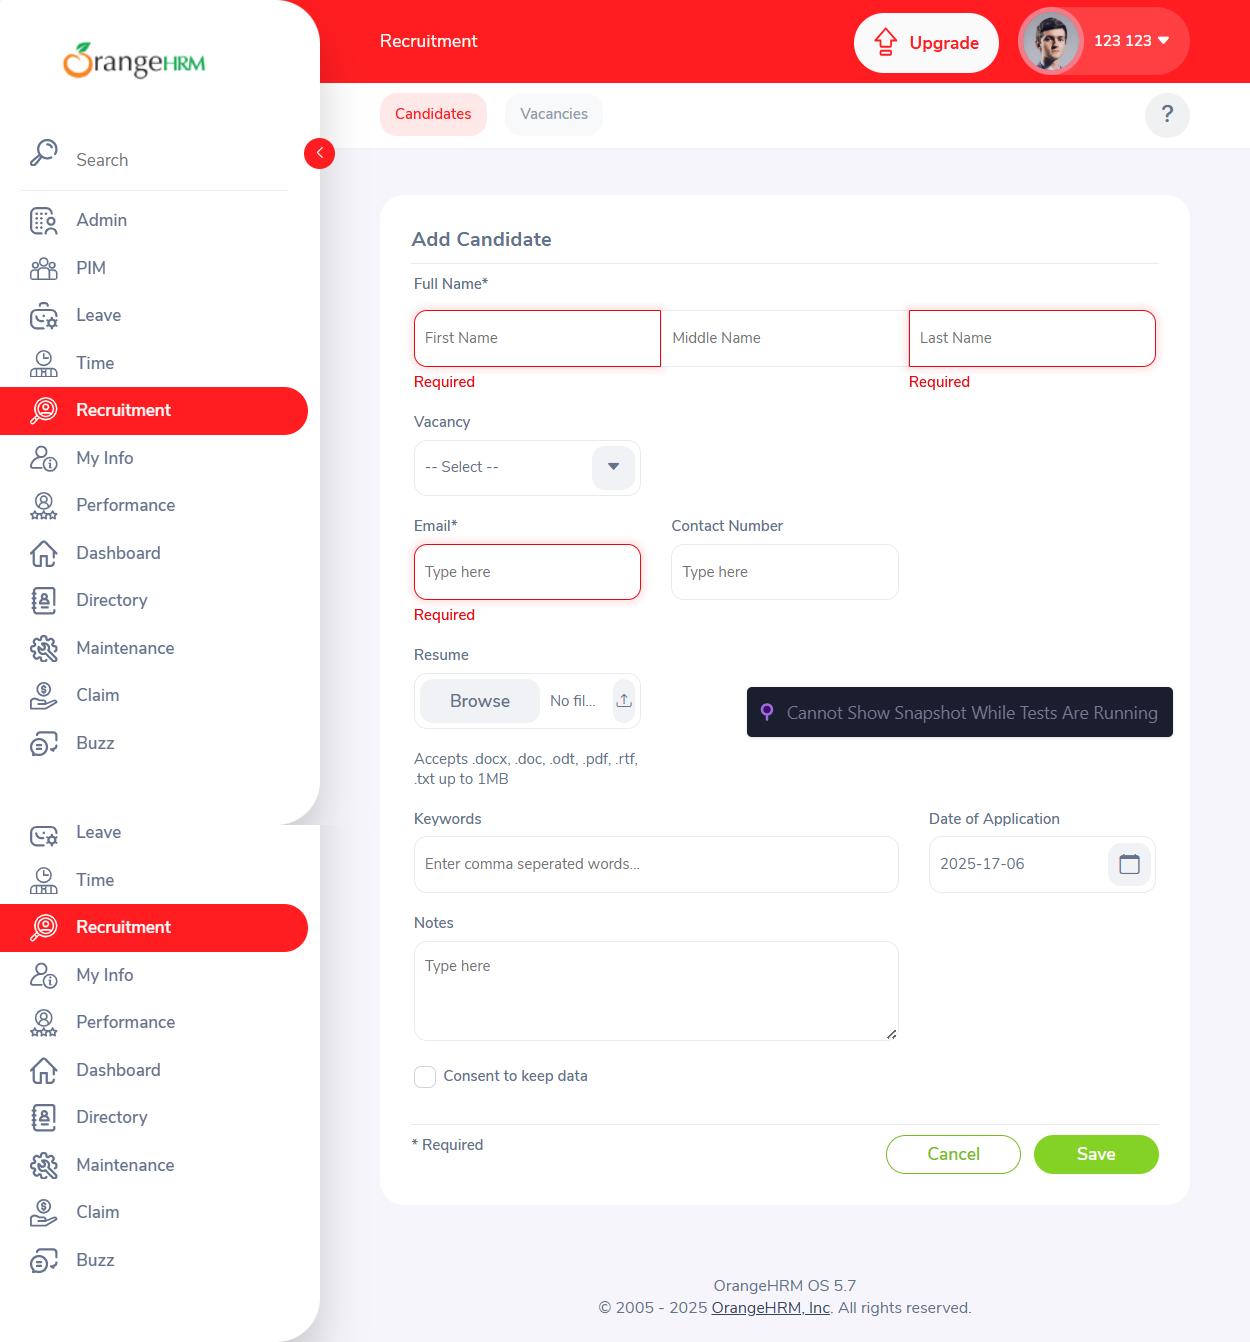 OrangeHRM
Search
Admin
PIM
Leave
Time
Recruitment
My Info
Performance
Dashboard
Directory
Maintenance
Claim
Buzz
Leave
Time
Recruitment
My Info
Performance
Dashboard
Directory
Maintenance
Claim
Buzz
Recruitment
Upgrade
123 123
Candidates
Vacancies
?
Add Candidate
Full Name*
First Name
Middle Name
Last Name
Required
Required
Vacancy
-- Select --
Email*
Contact Number
Type here
Type here
Required
Resume
Browse
No fil...
Cannot Show Snapshot While Tests Are Running
Accepts .docx, .doc, .odt, .pdf, .rtf,
.txt up to 1MB
Keywords
Date of Application
Enter comma seperated words...
2025-17-06
Notes
Type here
Consent to keep data
* Required
Cancel
Save
OrangeHRM OS 5.7
© 2005 - 2025 OrangeHRM, Inc. All rights reserved.